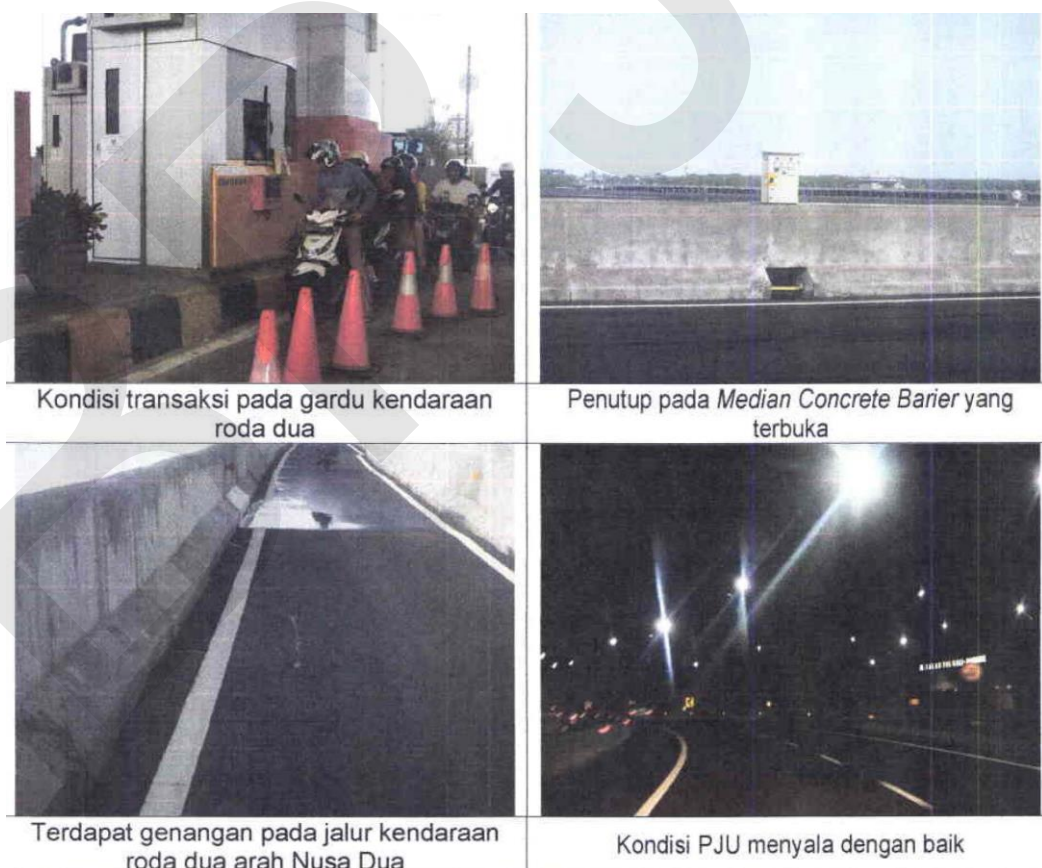 Kondisi transaksi pada gardu kendaraan
roda dua
Penutup pada Median Concrete Barier yang
terbuka
Terdapat genangan pada jalur kendaraan
roda dua arah Nusa Dua
Kondisi PJU menyala dengan baik